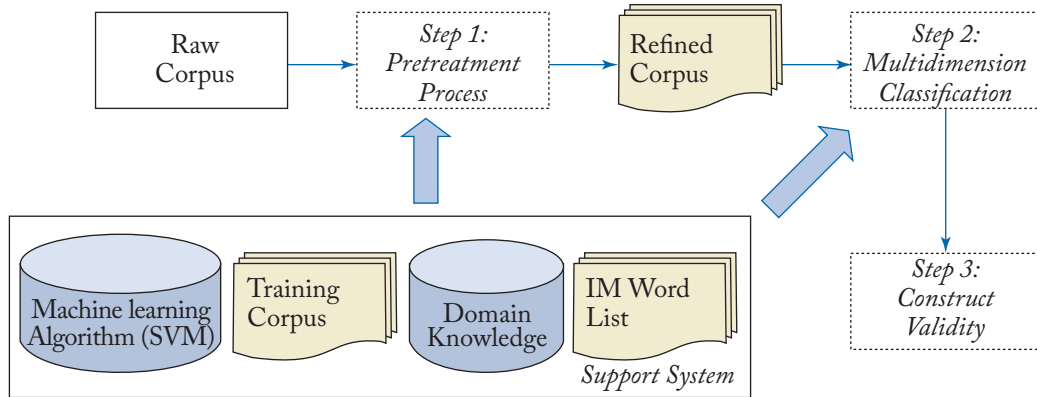 Raw
Corpus
Step 1:
Pretreatment
Process
Refined
Corpus
Step 2:
Multidimension
Classification
Machine learning
Algorithm (SVM)
Training
Corpus
Domain
Knowledge
IM Word
List
Support System
Step 3:
Construct
Validity